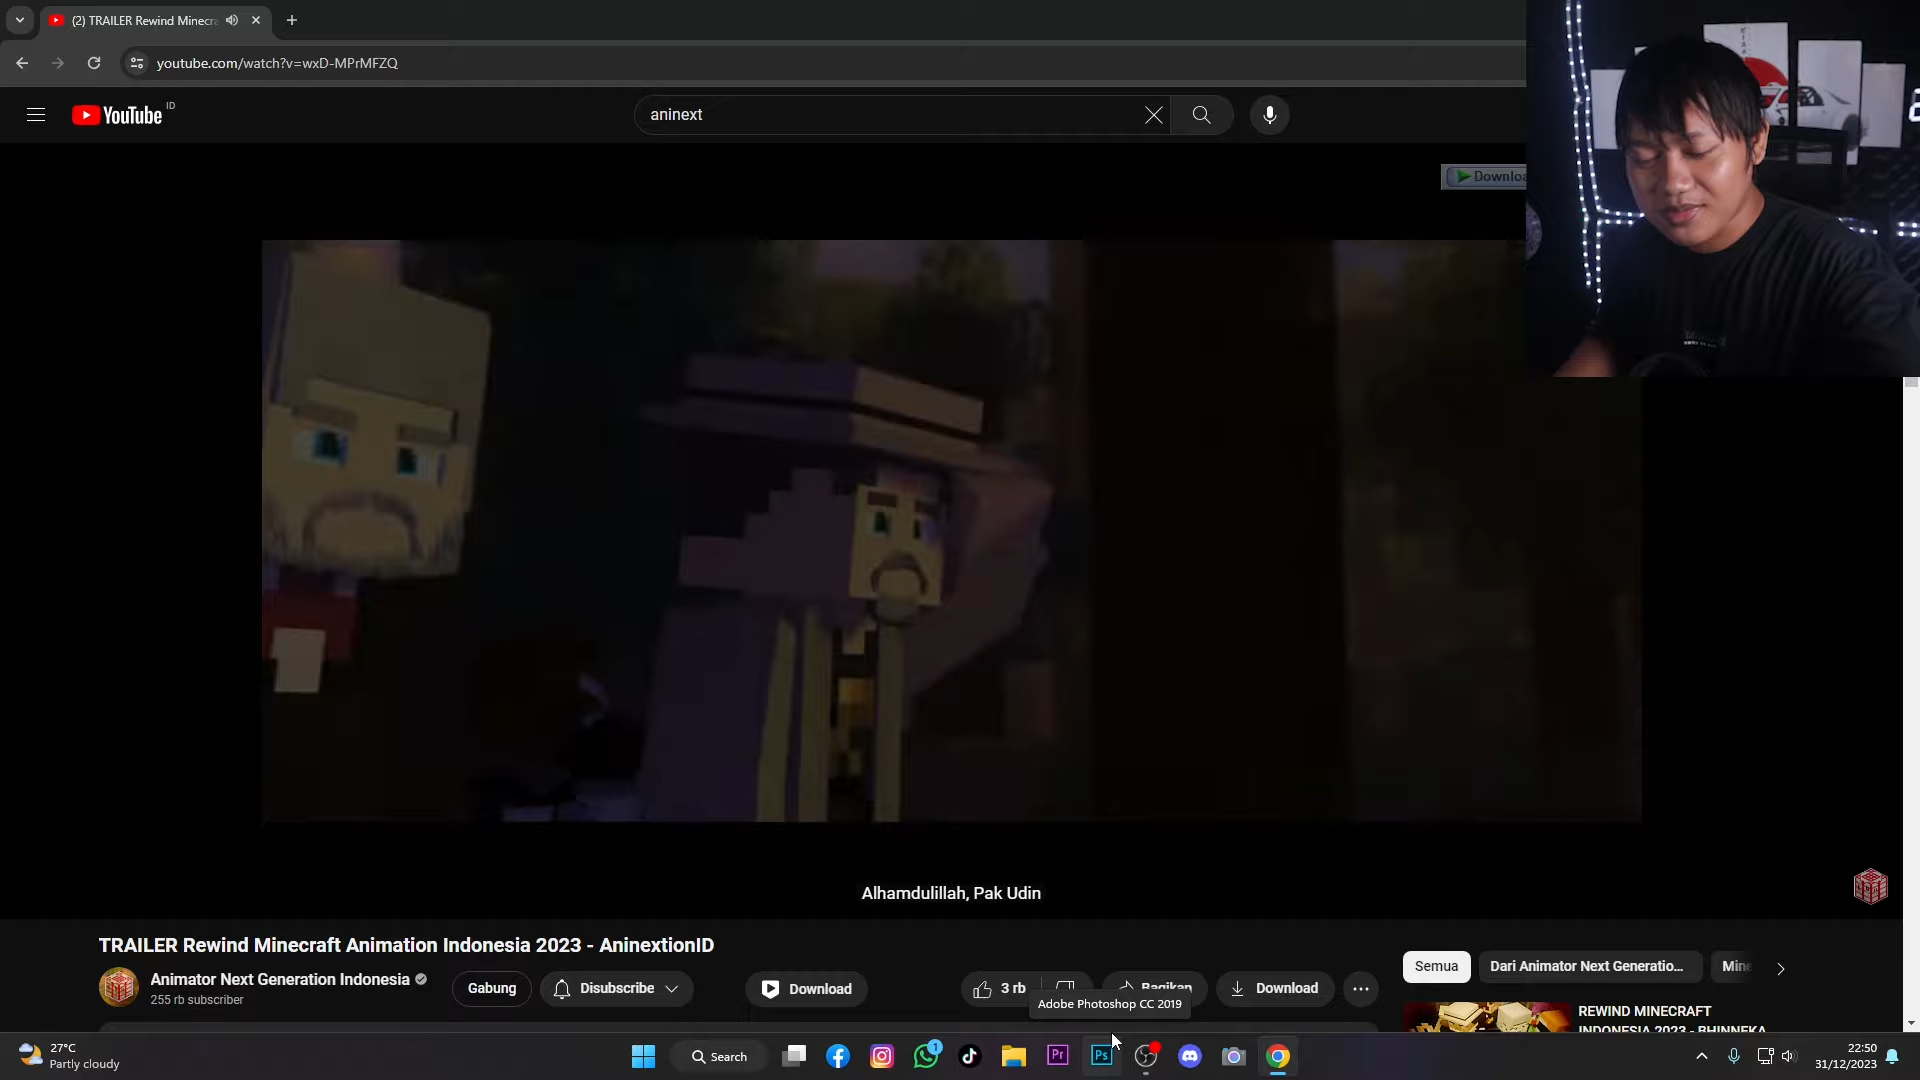 (2) TRAILER Rewind Minecra
youtube.com/watch?v=wxD-MPrMFZQ
YouTube ID
aninext
Downloa
Alhamdulillah, Pak Udin
TRAILER Rewind Minecraft Animation Indonesia 2023 - AninextionID
Animator Next Generation Indonesia
255 rb subscriber
Gabung
Disubscribe
Download
3 rb
Bagikan
Download
Adobe Photoshop CC 2019
Semua
Dari Animator Next Generatio...
Mine
REWIND MINECRAFT
INDONESIA 2023 - BHINNEKA
27°C
Partly cloudy
Search
1
Pr
Ps
22:50
31/12/2023